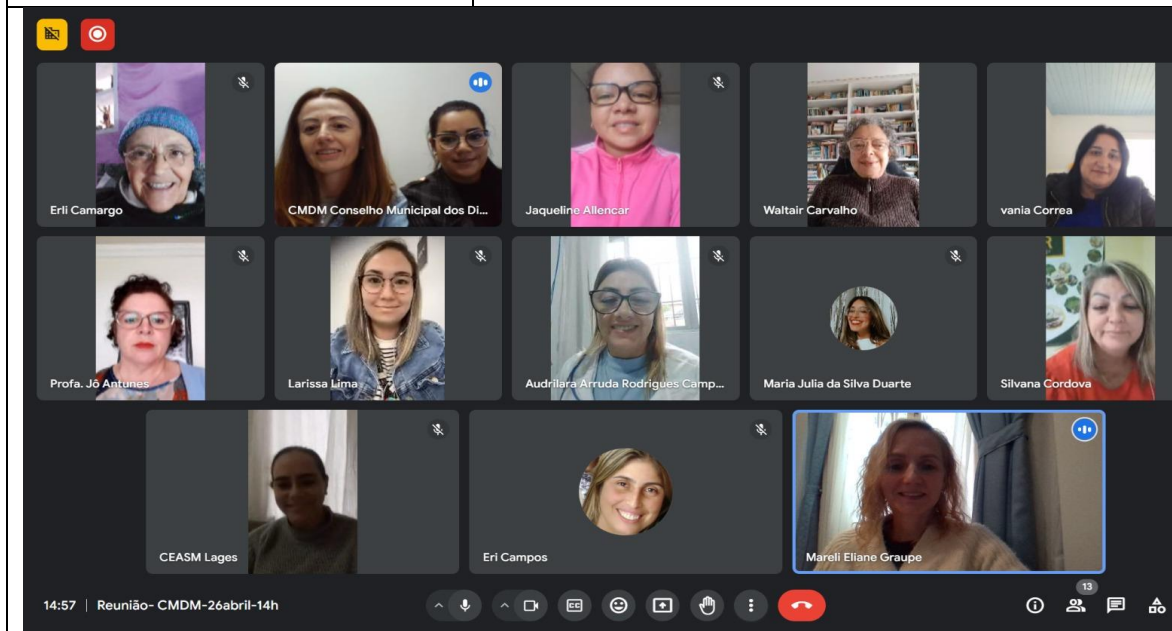 Erli Camargo
CMDM Conselho Municipal dos Di...
Jaqueline Allencar
Waltair Carvalho
vania Correa
Profa. Jô Antunes
Larissa Lima
Audrilara Arruda Rodrigues Camp...
Maria Julia da Silva Duarte
Silvana Cordova
CEASM Lages
Eri Campos
Mareli Eliane Graupe
14:57 | Reunião- CMDM-26abril-14h
CC
13